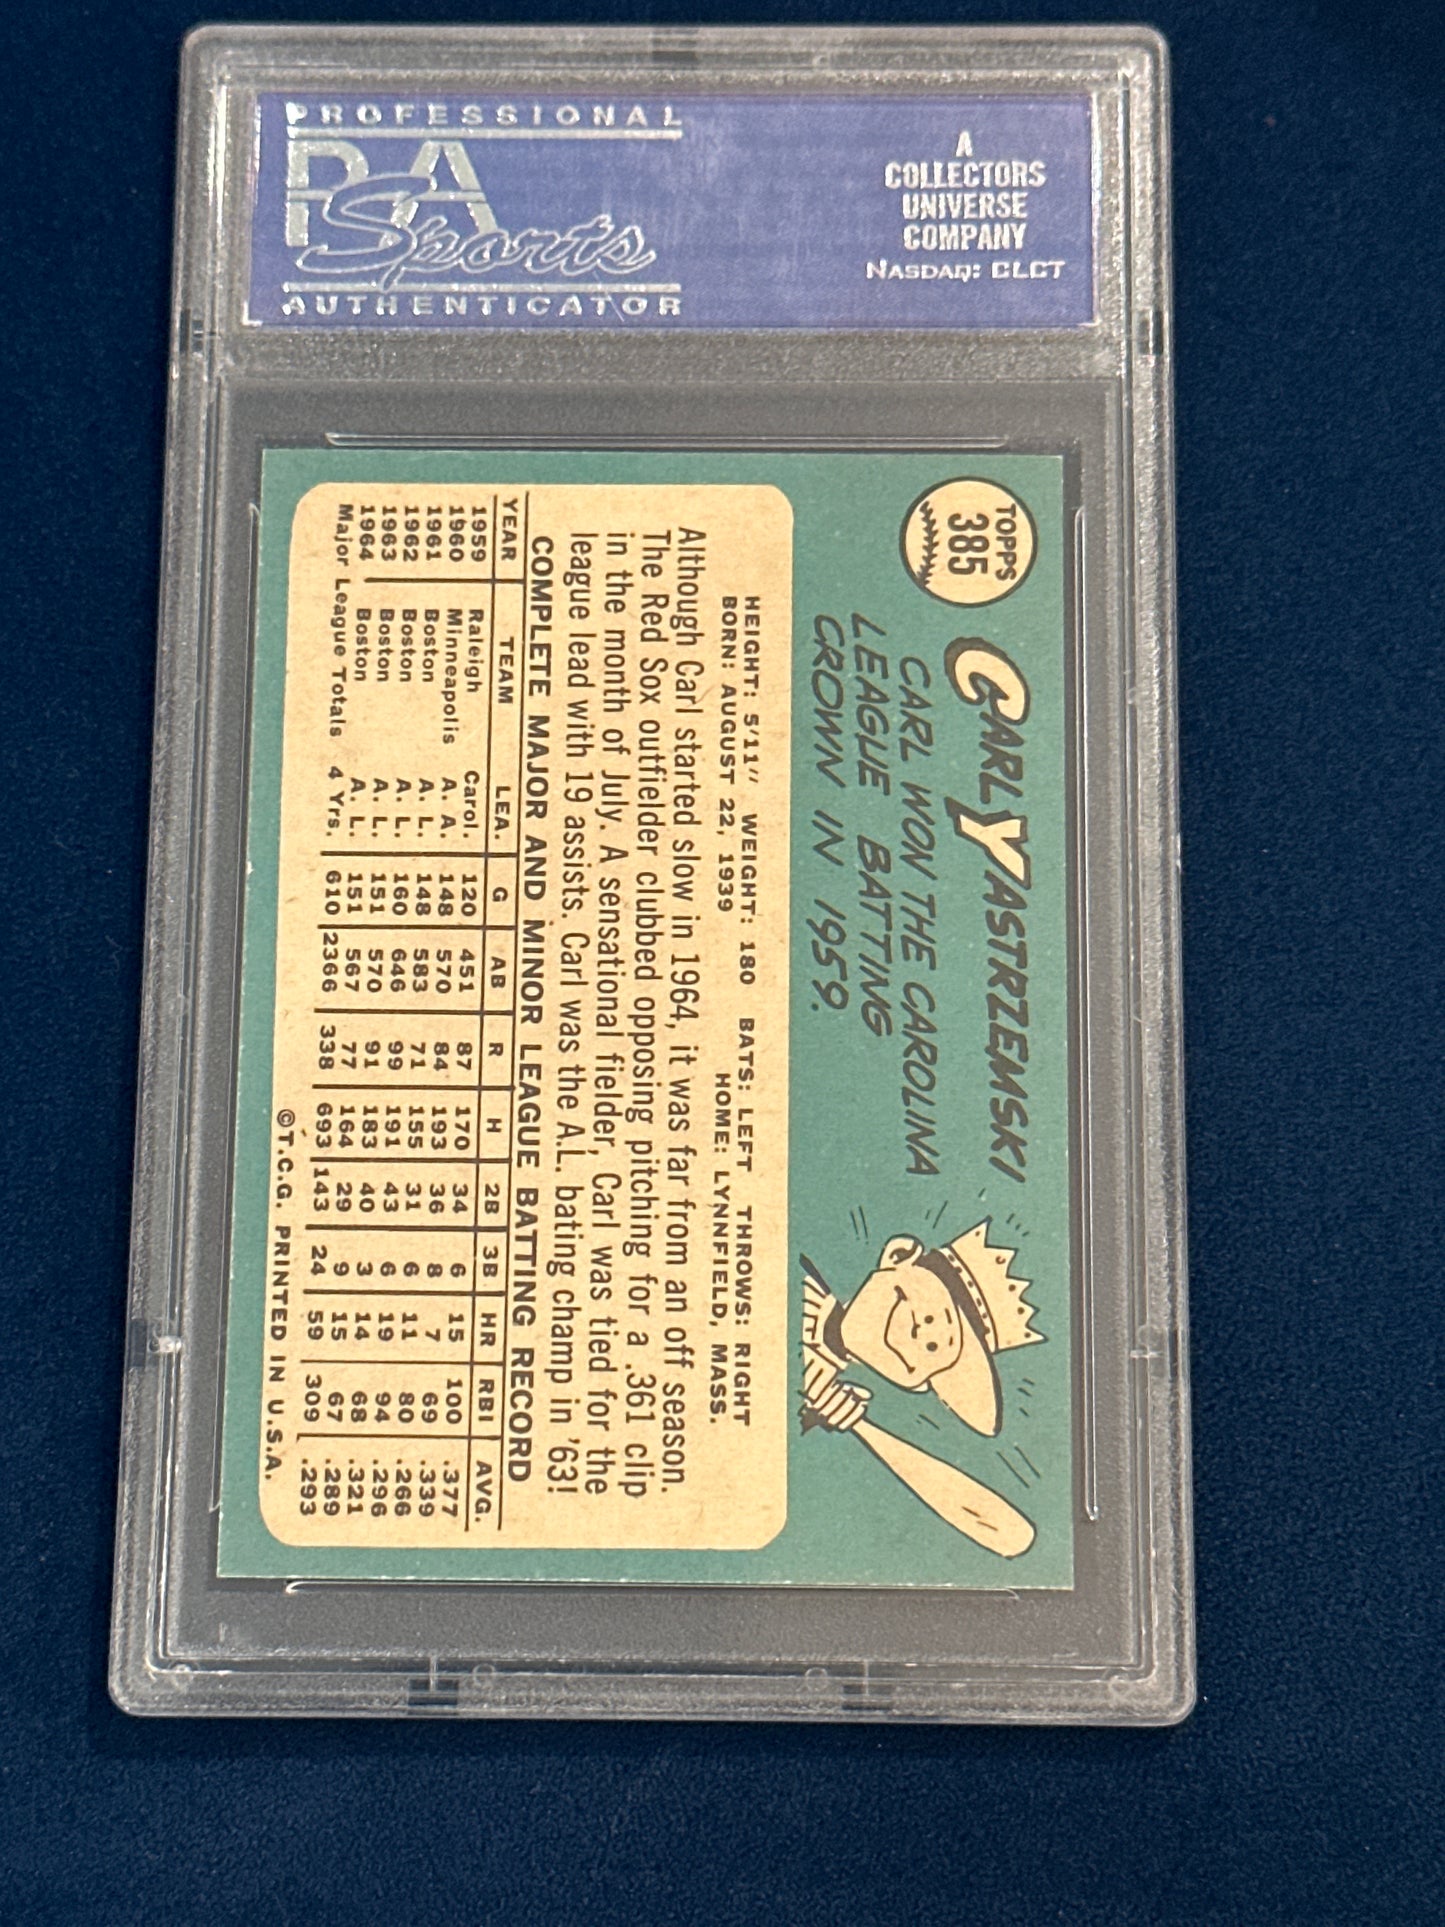 PROFESSIONAL
PSA
Sports
AUTHENTICATOR
A
COLLECTORS
UNIVERSE
COMPANY
NASDAQ: CLCT
TOPPS
385
CARL YASTRZEMSKI
CARL WON THE CAROLINA
LEAGUE BATTING
CROWN IN 1959.
HEIGHT: 5'11" WEIGHT: 180 BATS: LEFT THROWS: RIGHT
BORN: AUGUST 22, 1939 HOME: LYNNFIELD, MASS.
Although Carl started slow in 1964, it was far from an off season.
The Red Sox outfielder clubbed opposing pitching for a .361 clip
in the month of July. A sensational fielder, Carl was tied for the
league lead with 19 assists. Carl was the A.L. bating champ in '63!
COMPLETE MAJOR AND MINOR LEAGUE BATTING RECORD
YEAR TEAM LEA. G AB R H 2B 3B HR RBI AVG.
1959 Raleigh Carol. 120 451 87 170 34 6 15 100 .377
1960 Minneapolis A. A. 148 570 84 193 36 8 7 69 .339
1961 Boston A. L. 148 583 71 155 31 6 11 80 .266
1962 Boston A. L. 160 646 99 191 43 6 19 94 .296
1963 Boston A. L. 151 570 91 183 40 3 14 68 .321
1964 Boston A. L. 151 567 77 164 29 9 15 67 .289
Major League Totals 4 Yrs. 610 2366 338 693 143 24 59 309 .293
©T.C.G. PRINTED IN U.S.A.